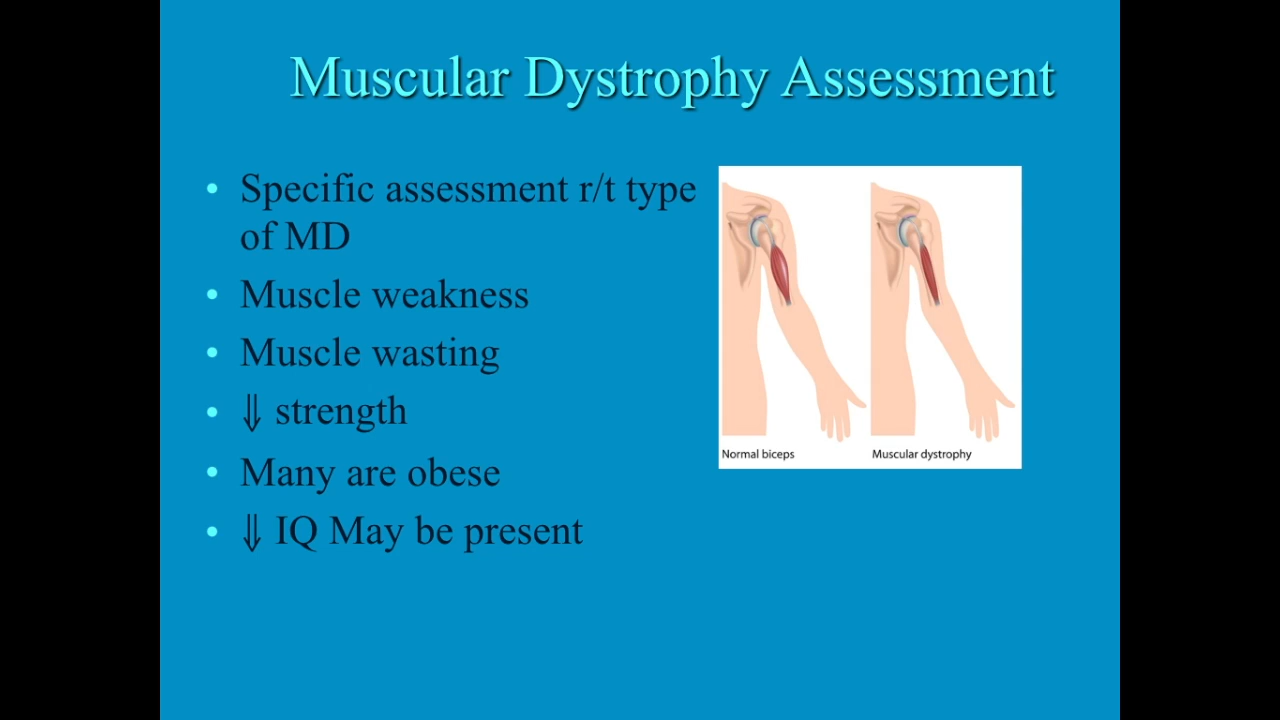 Muscular Dystrophy Assessment
• Specific assessment r/t type
of MD
• Muscle weakness
• Muscle wasting
• ⇓ strength
• Many are obese
• ⇓ IQ May be present
Normal biceps
Muscular dystrophy